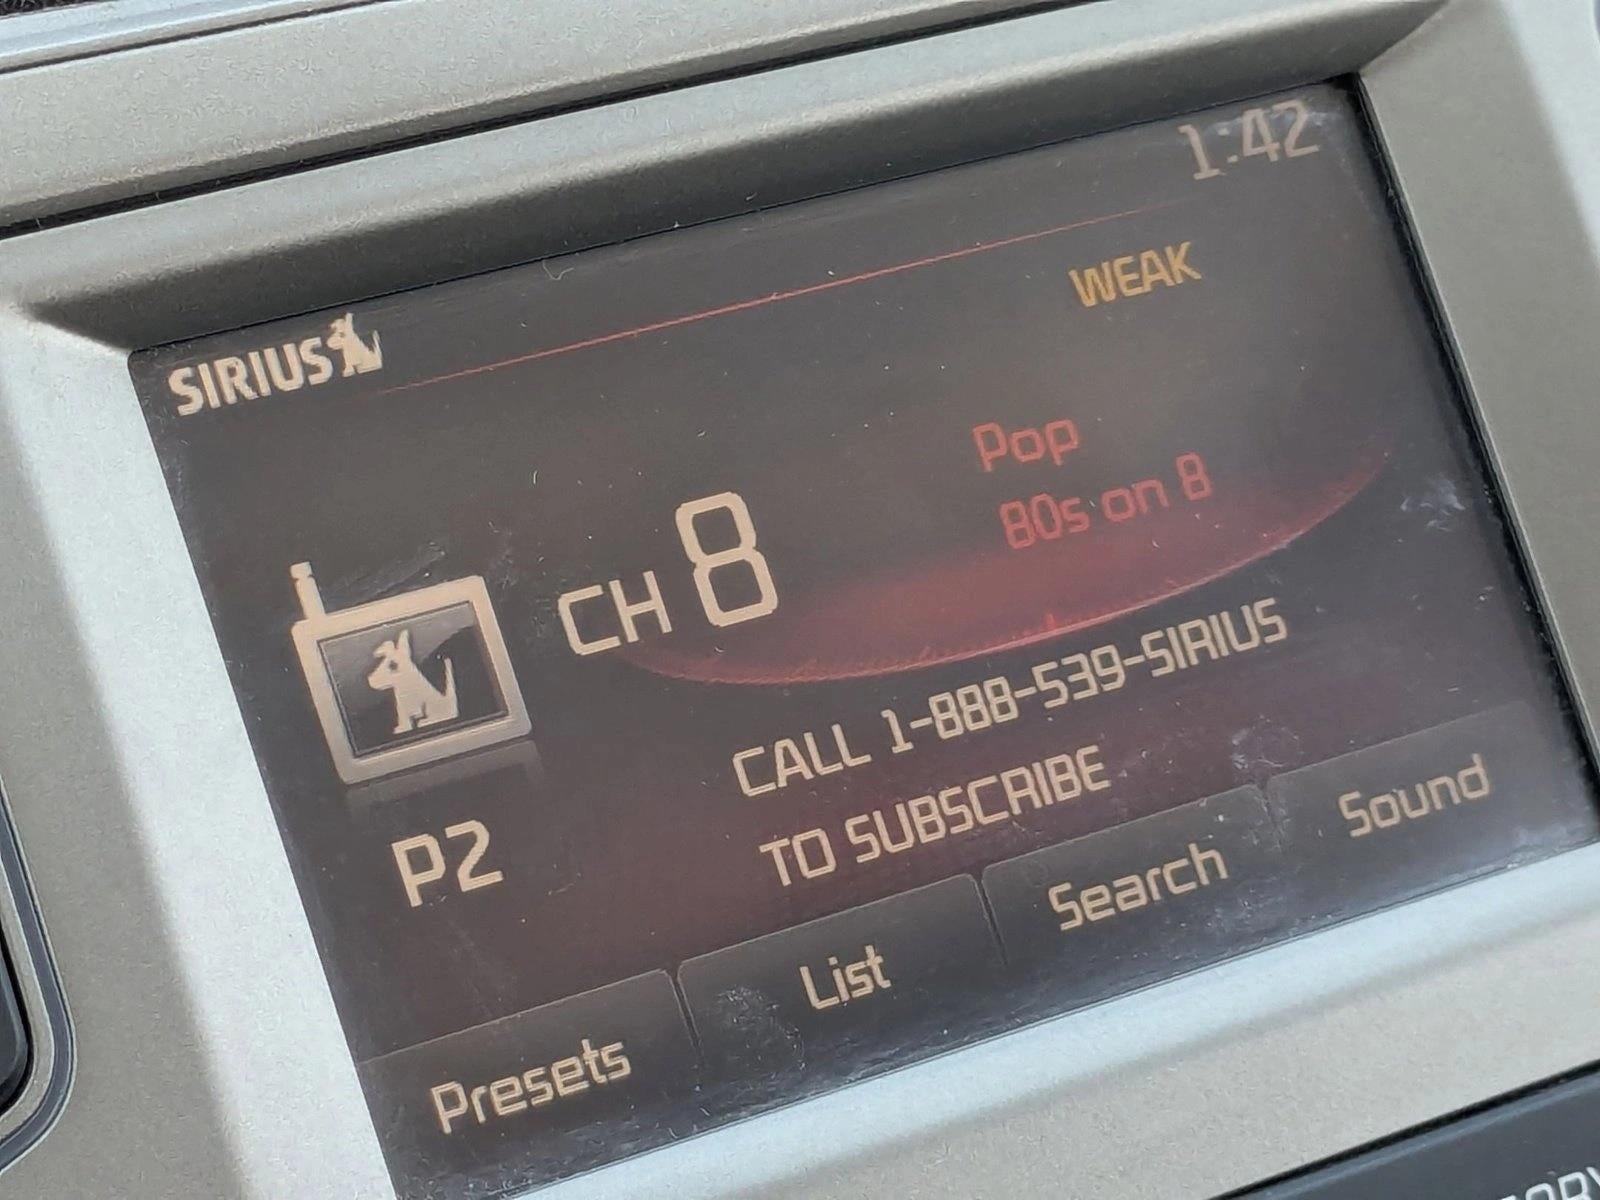 1:42
SIRIUS
WEAK
Pop
80s on 8
CH 8
CALL 1-888-539-SIRIUS
TO SUBSCRIBE
P2
Presets
List
Search
Sound